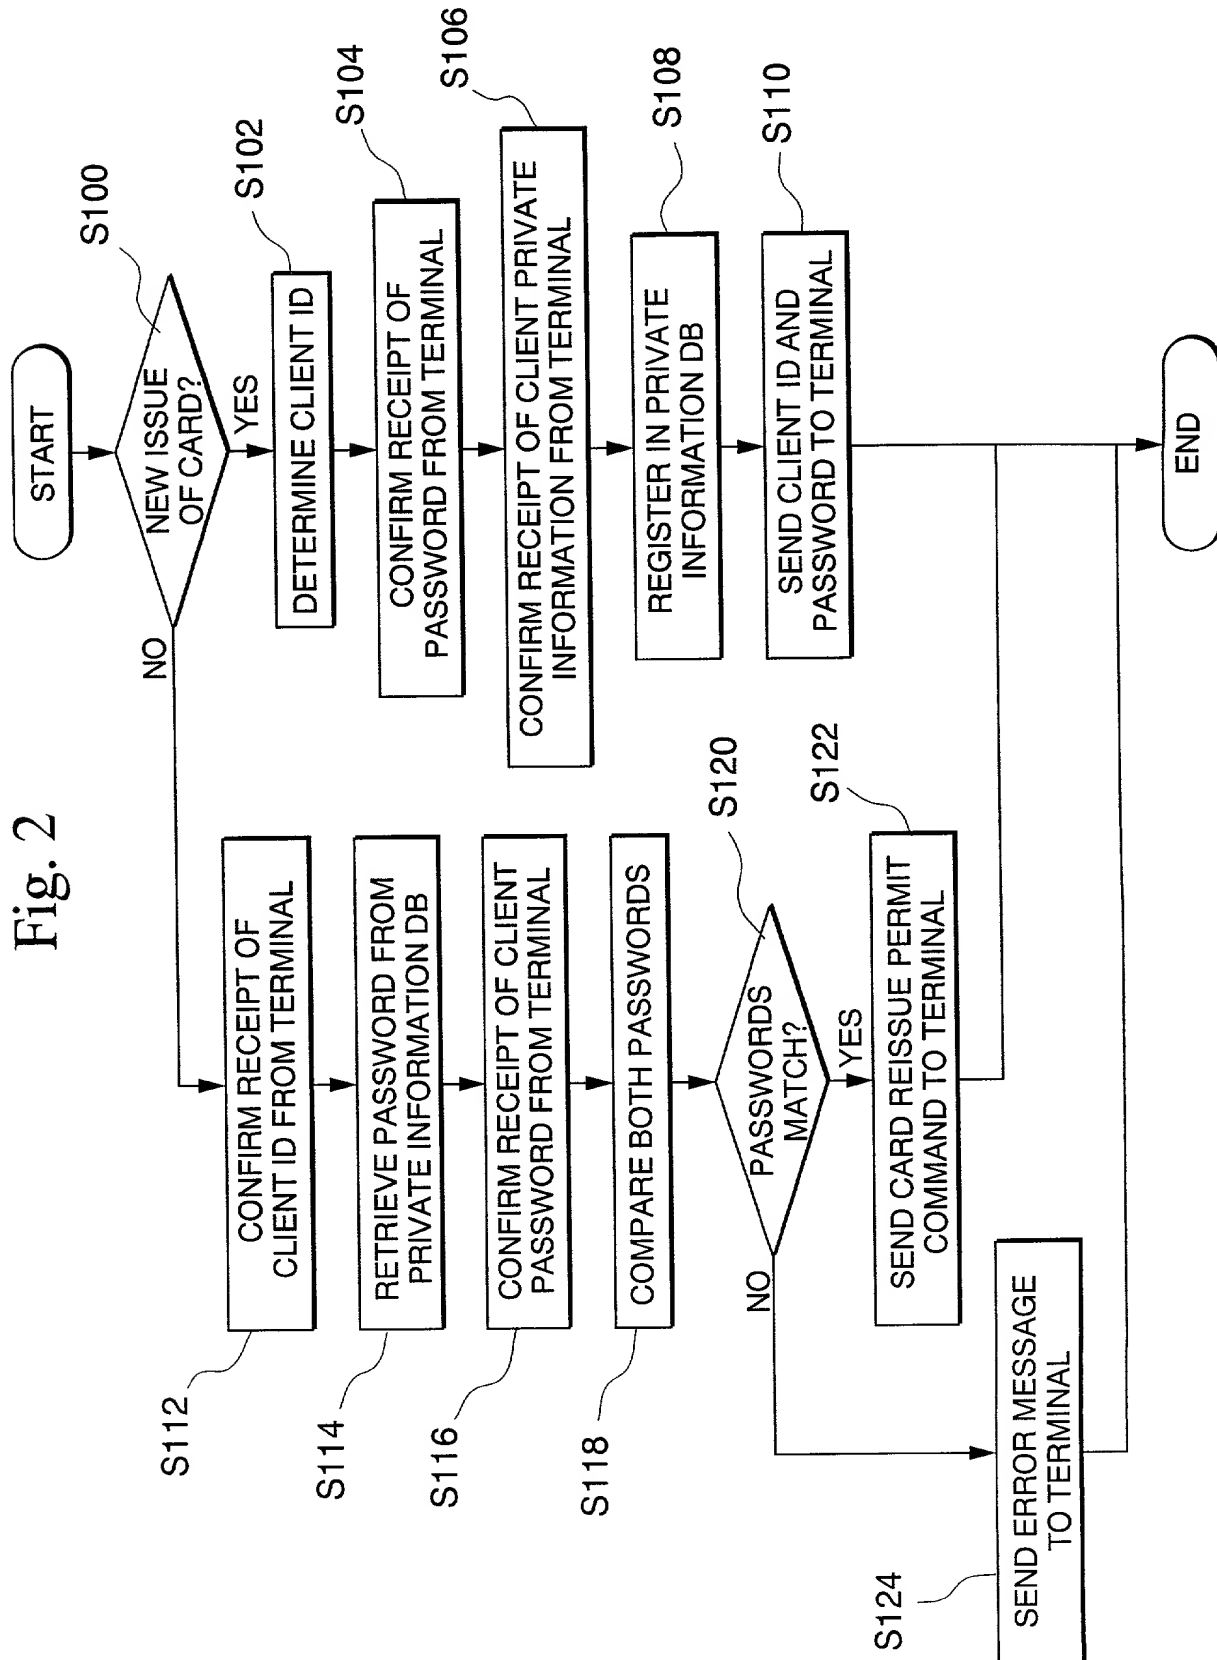 Fig. 2
START
S100
NEW ISSUE
OF CARD?
YES
NO
S102
DETERMINE CLIENT ID
S104
CONFIRM RECEIPT OF
PASSWORD FROM TERMINAL
S106
CONFIRM RECEIPT OF CLIENT PRIVATE
INFORMATION FROM TERMINAL
S108
REGISTER IN PRIVATE
INFORMATION DB
S110
SEND CLIENT ID AND
PASSWORD TO TERMINAL
S112
CONFIRM RECEIPT OF
CLIENT ID FROM TERMINAL
S114
RETRIEVE PASSWORD FROM
PRIVATE INFORMATION DB
S116
CONFIRM RECEIPT OF CLIENT
PASSWORD FROM TERMINAL
S118
COMPARE BOTH PASSWORDS
S120
PASSWORDS
MATCH?
YES
NO
S122
SEND CARD REISSUE PERMIT
COMMAND TO TERMINAL
S124
SEND ERROR MESSAGE
TO TERMINAL
END